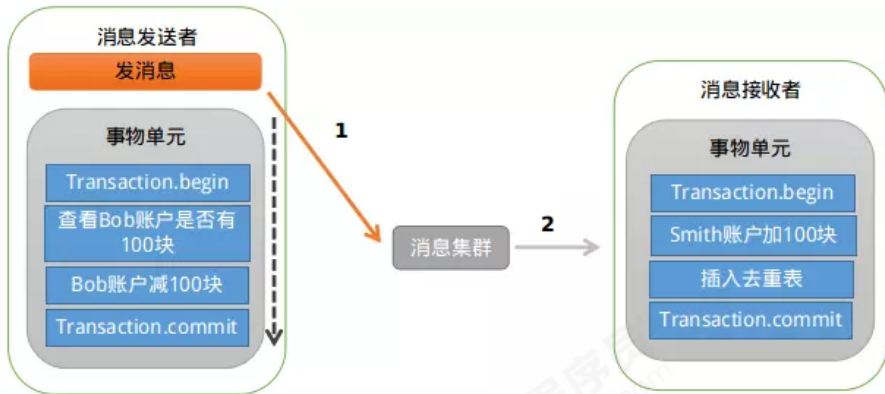 消息发送者
发消息
事物单元
Transaction.begin
查看Bob账户是否有
100块
Bob账户减100块
Transaction.commit
1
消息集群
2
消息接收者
事物单元
Transaction.begin
Smith账户加100块
插入去重表
Transaction.commit